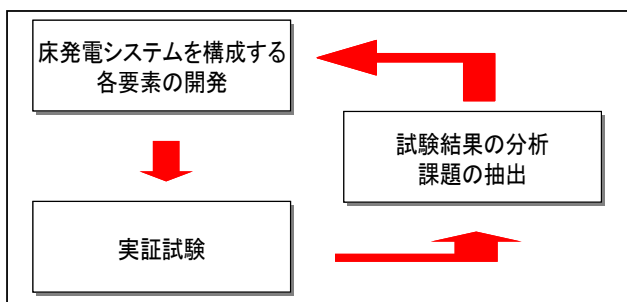 床発電システムを構成する
各要素の開発
試験結果の分析
課題の抽出
実証試験